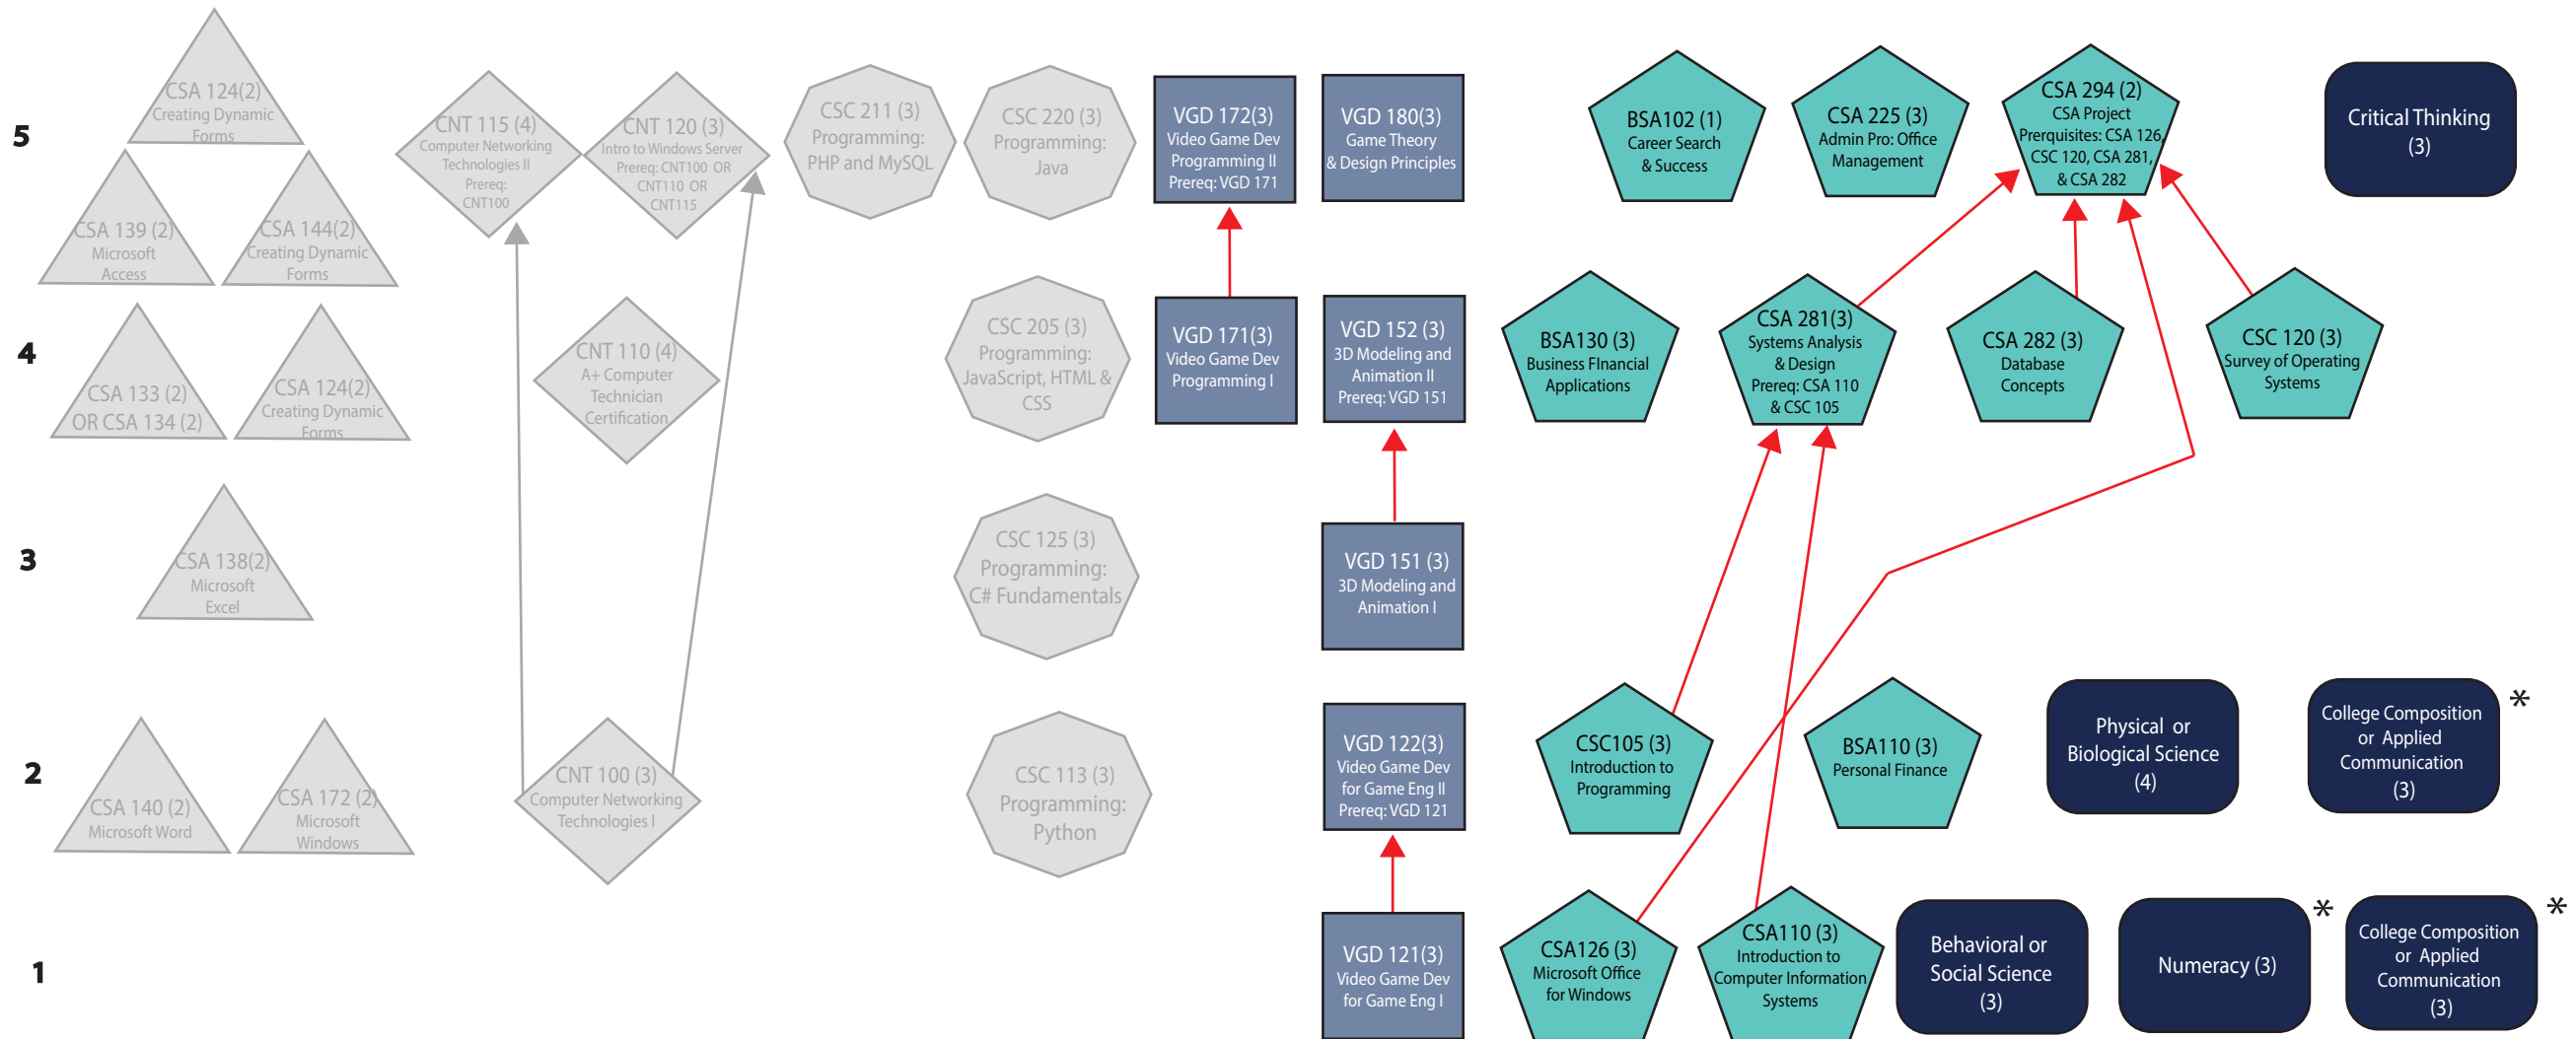 5
CSA 124(2)
Creating Dynamic
Forms
CSA 139 (2)
Microsoft
Access
CSA 144(2)
Creating Dynamic
Forms
CNT 115 (4)
Computer Networking
Technologies II
Prereq:
CNT100
CNT 120 (3)
Intro to Windows Server
Prereq: CNT100 OR
CNT110 OR
CNT115
CSC 211 (3)
Programming:
PHP and MySQL
CSC 220 (3)
Programming:
Java
VGD 172(3)
Video Game Dev
Programming II
Prereq: VGD 171
VGD 180(3)
Game Theory
& Design Principles
BSA102 (1)
Career Search
& Success
CSA 225 (3)
Admin Pro: Office
Management
CSA 294 (2)
CSA Project
Prerquisites: CSA 126,
CSC 120, CSA 281,
& CSA 282
Critical Thinking
(3)
4
CSA 133 (2)
OR CSA 134 (2)
CSA 124(2)
Creating Dynamic
Forms
CNT 110 (4)
A+ Computer
Technician
Certification
CSC 205 (3)
Programming:
JavaScript, HTML &
CSS
VGD 171(3)
Video Game Dev
Programming I
VGD 152 (3)
3D Modeling and
Animation II
Prereq: VGD 151
BSA130 (3)
Business FInancial
Applications
CSA 281(3)
Systems Analysis
& Design
Prereq: CSA 110
& CSC 105
CSA 282 (3)
Database
Concepts
CSC 120 (3)
Survey of Operating
Systems
3
CSA 138(2)
Microsoft
Excel
CSC 125 (3)
Programming:
C# Fundamentals
VGD 151 (3)
3D Modeling and
Animation I
2
CSA 140 (2)
Microsoft Word
CSA 172 (2)
Microsoft
Windows
CNT 100 (3)
Computer Networking
Technologies I
CSC 113 (3)
Programming:
Python
VGD 122(3)
Video Game Dev
for Game Eng II
Prereq: VGD 121
CSC105 (3)
Introduction to
Programming
BSA110 (3)
Personal Finance
Physical or
Biological Science
(4)
College Composition
or Applied
Communication
(3)
*
1
VGD 121(3)
Video Game Dev
for Game Eng I
CSA126 (3)
Microsoft Office
for Windows
CSA110 (3)
Introduction to
Computer Information
Systems
Behavioral or
Social Science
(3)
Numeracy (3)
*
College Composition
or Applied
Communication
(3)
*